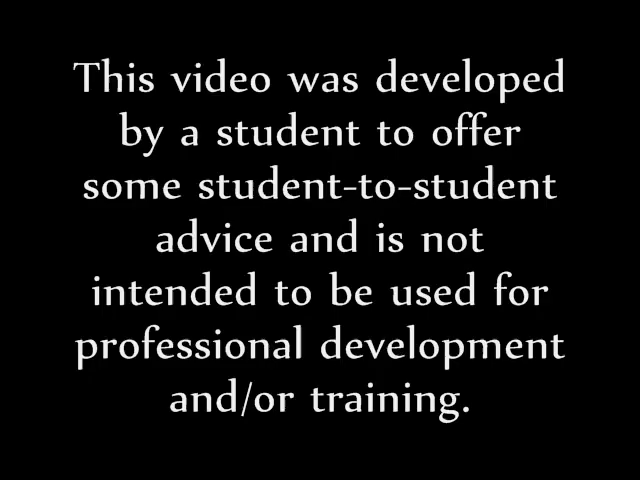 This video was developed
by a student to offer
some student-to-student
advice and is not
intended to be used for
professional development
and/or training.